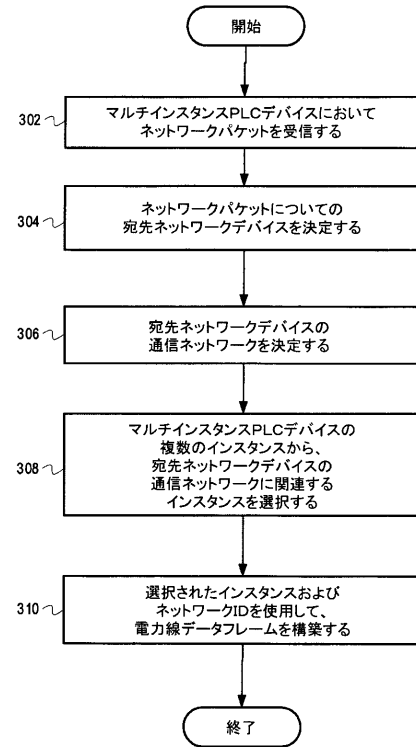 開始
302
マルチインスタンスPLCデバイスにおいて
ネットワークパケットを受信する
304
ネットワークパケットについての
宛先ネットワークデバイスを決定する
306
宛先ネットワークデバイスの
通信ネットワークを決定する
308
マルチインスタンスPLCデバイスの
複数のインスタンスから、
宛先ネットワークデバイスの
通信ネットワークに関連する
インスタンスを選択する
310
選択されたインスタンスおよび
ネットワークIDを使用して、
電力線データフレームを構築する
終了